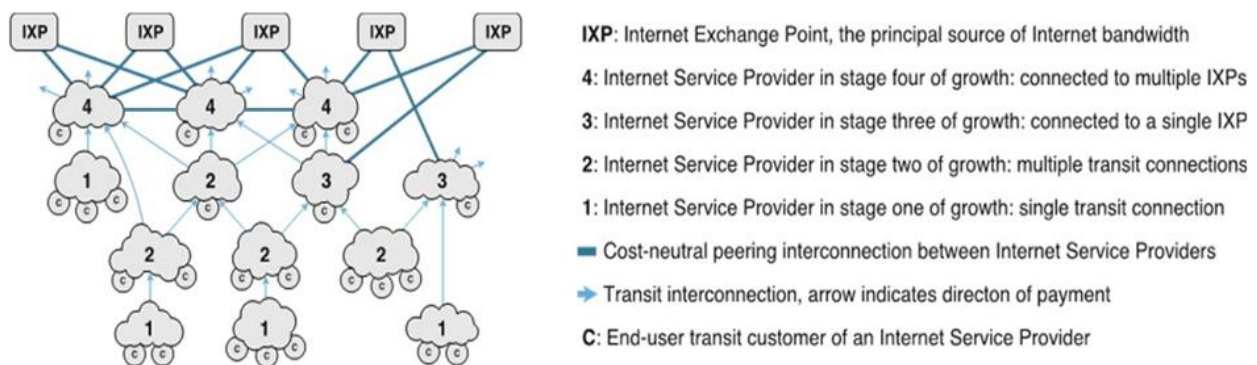 IXP IXP IXP IXP IXP
4 4 4
C C C C
1 2 3 3
C C C C C C C
2 2 2
C C C C C C C
1 1 1
C C C C C C C
IXP: Internet Exchange Point, the principal source of Internet bandwidth
4: Internet Service Provider in stage four of growth: connected to multiple IXPs
3: Internet Service Provider in stage three of growth: connected to a single IXP
2: Internet Service Provider in stage two of growth: multiple transit connections
1: Internet Service Provider in stage one of growth: single transit connection
Cost-neutral peering interconnection between Internet Service Providers
Transit interconnection, arrow indicates directon of payment
C: End-user transit customer of an Internet Service Provider